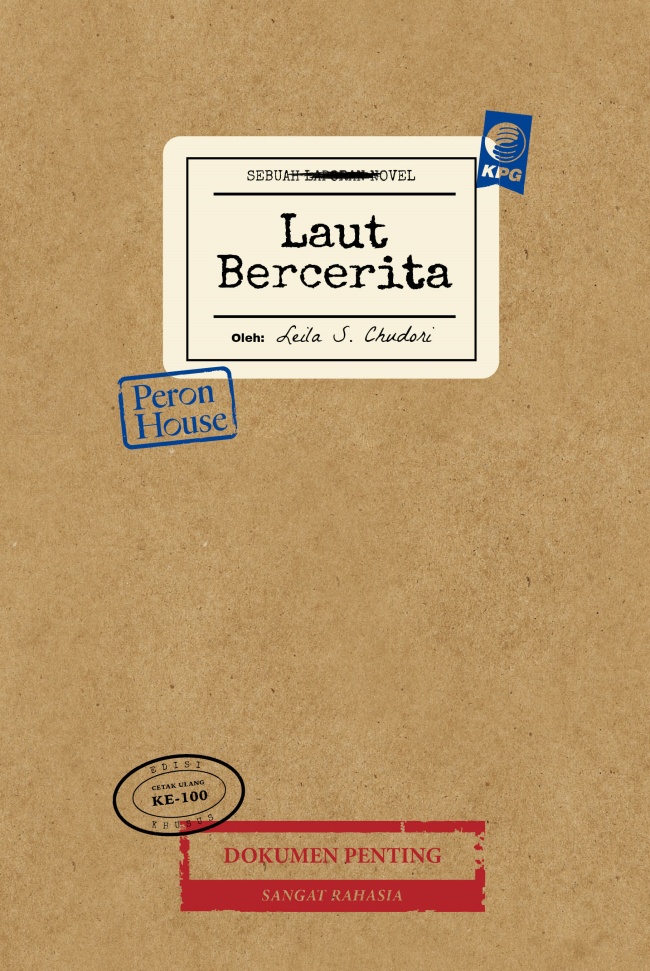 SEBUAH LAPORAN NOVEL
KPG
Laut
Bercerita
Oleh: Leila S. Chudori
Peron
House
EDISI
CETAK ULANG
KE-100
KHUSUS
DOKUMEN PENTING
SANGAT RAHASIA